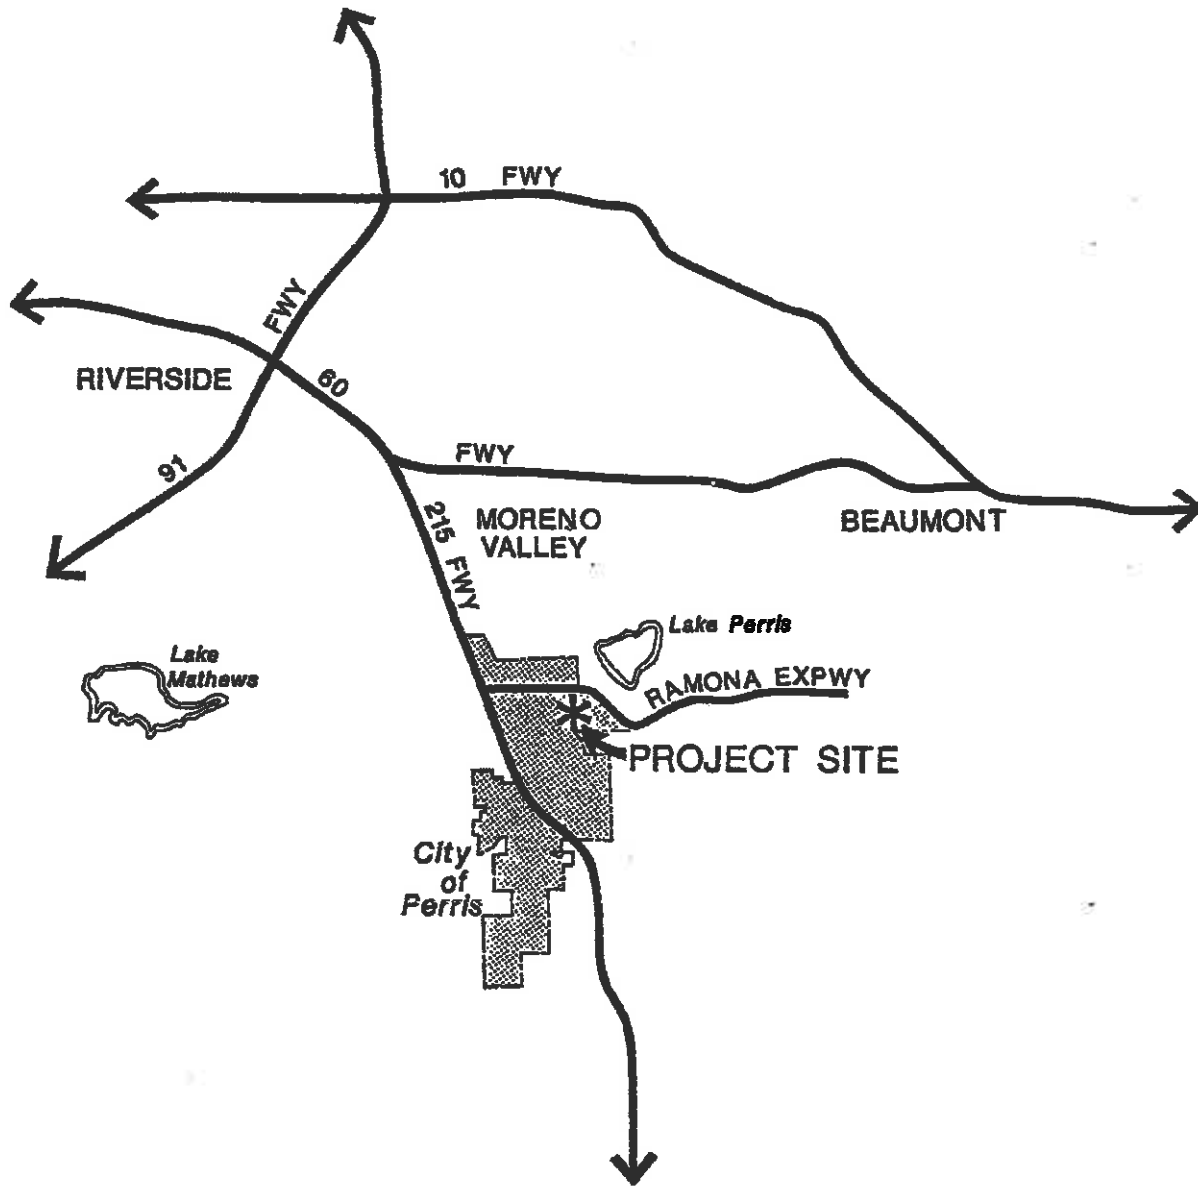 10 FWY
FWY
RIVERSIDE
60
91
FWY
215 FWY
MORENO
VALLEY
BEAUMONT
Lake Perris
Lake
Mathews
RAMONA EXPWY
PROJECT SITE
City
of
Perris